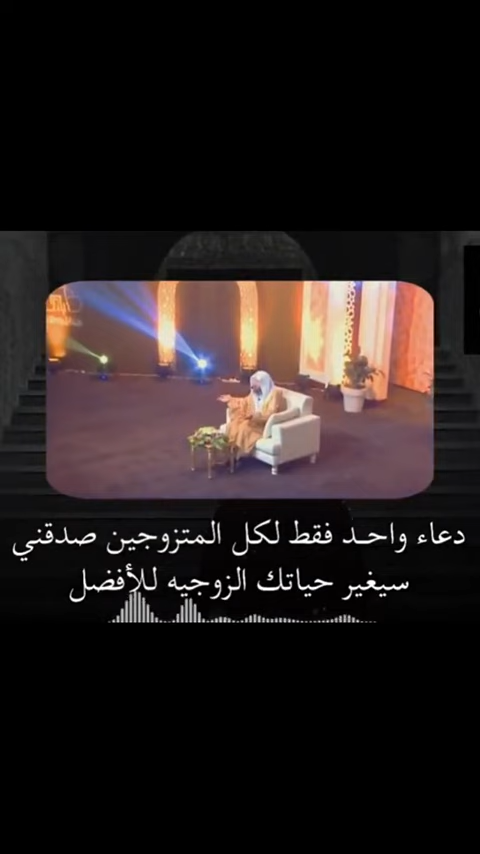 دعاء واحد فقط لكل المتزوجين صدقني
سيغير حياتك الزوجيه للأفضل